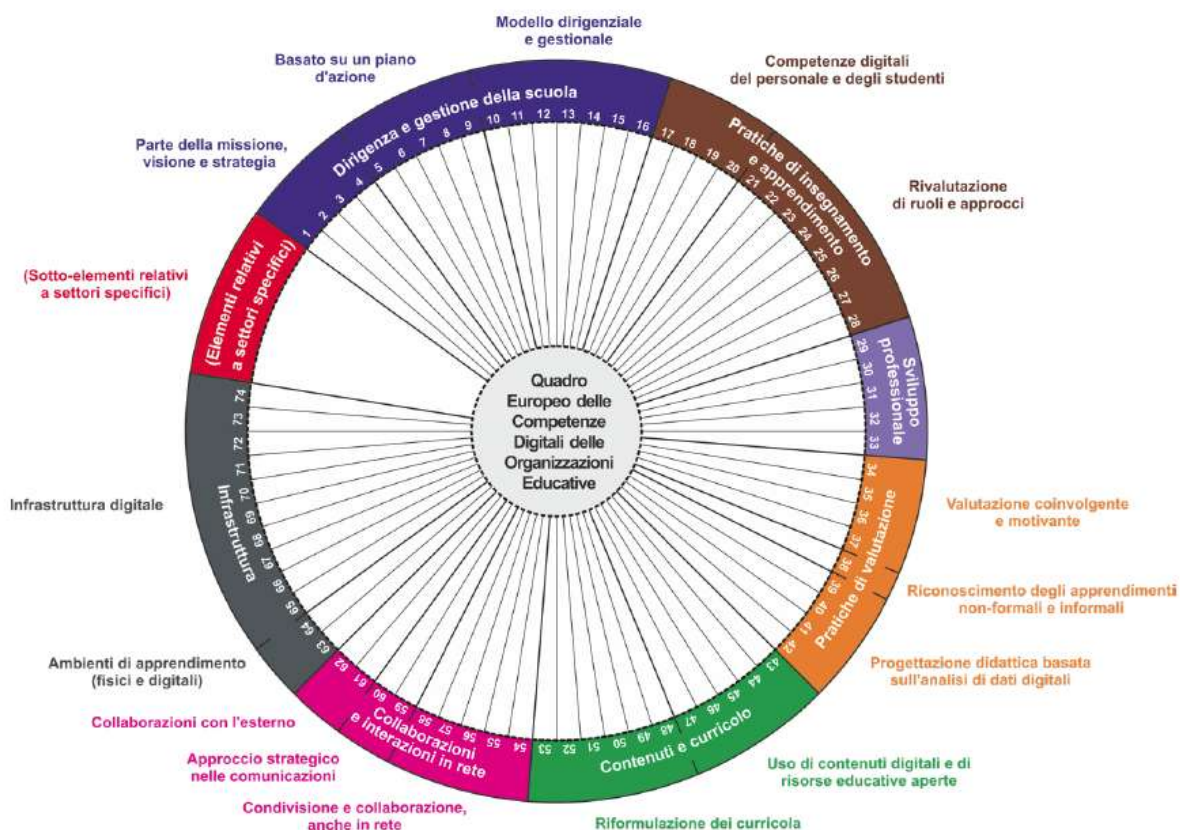 Modello dirigenziale
e gestionale
Basato su un piano
d'azione
Competenze digitali
del personale e degli studenti
Parte della missione,
visione e strategia
Rivalutazione
di ruoli e approcci
(Sotto-elementi relativi
a settori specifici)
Infrastruttura digitale
Valutazione coinvolgente
e motivante
Riconoscimento degli apprendimenti
non-formali e informali
Ambienti di apprendimento
(fisici e digitali)
Progettazione didattica basata
sull'analisi di dati digitali
Collaborazioni con l'esterno
Approccio strategico
nelle comunicazioni
Uso di contenuti digitali e di
risorse educative aperte
Condivisione e collaborazione,
anche in rete
Riformulazione dei curricola
Dirigenza e gestione della scuola
Pratiche di insegnamento
e apprendimento
Sviluppo
professionale
Pratiche di valutazione
Contenuti e curricolo
Collaborazioni
e interazioni in rete
Infrastruttura
(Elementi relativi
a settori specifici)
1 2 3 4 5 6 7 8 9 10 11 12 13 14 15 16
17 18 19 20 21 22 23 24 25 26 27 28
29 30 31 32 33
34 35 36 37 38 39 40 41 42
43 44 45 46 47 48 49 50 51 52 53
54 55 56 57 58 59 60 61 62
63 64 65 66 67 68 69 70 71 72 73 74
Quadro
Europeo delle
Competenze
Digitali delle
Organizzazioni
Educative